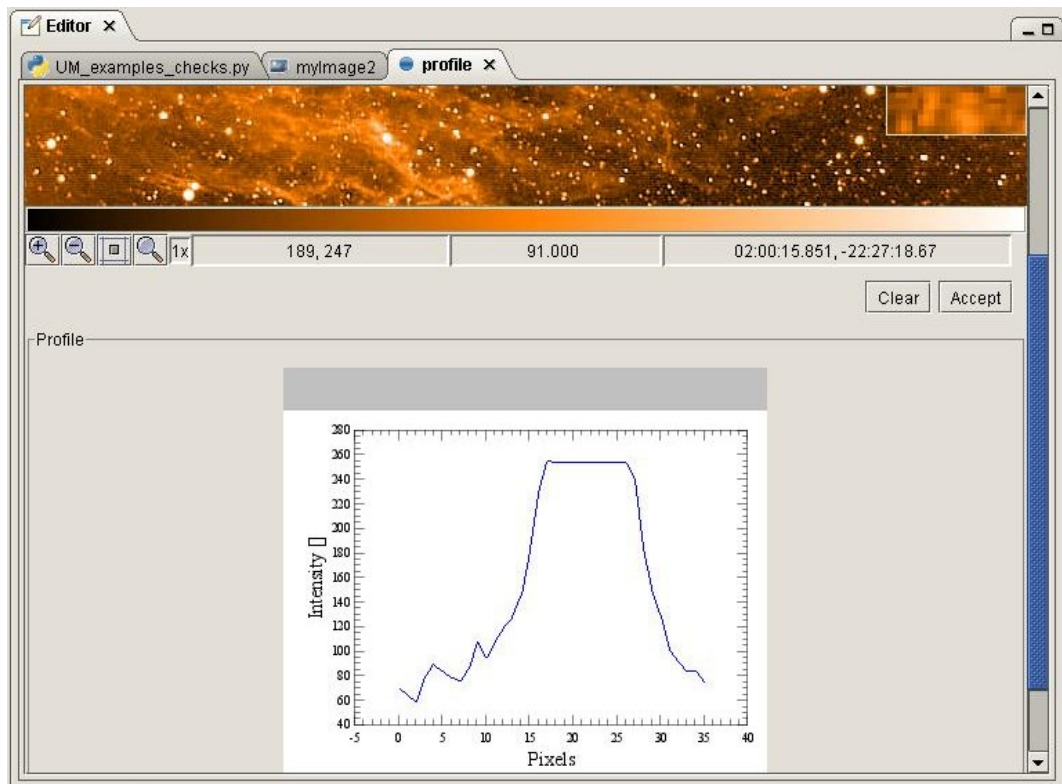 Editor
UM_examples_checks.py myImage2 profile
1x 189, 247 91.000 02:00:15.851, -22:27:18.67
Clear Accept
Profile
280
260
240
220
200
180
160
140
120
100
80
60
40
Intensity []
-5 0 5 10 15 20 25 30 35 40
Pixels